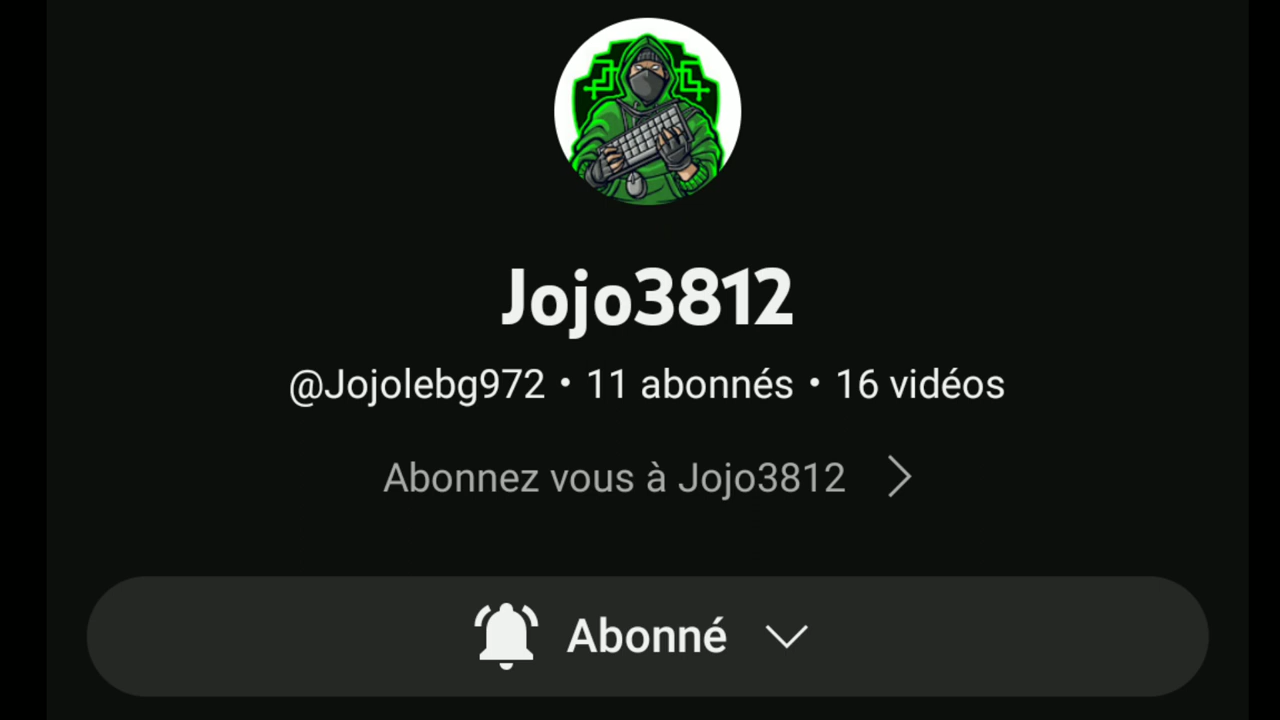 Jojo3812
@Jojolebg972 • 11 abonnés • 16 vidéos
Abonnez vous à Jojo3812
Abonné